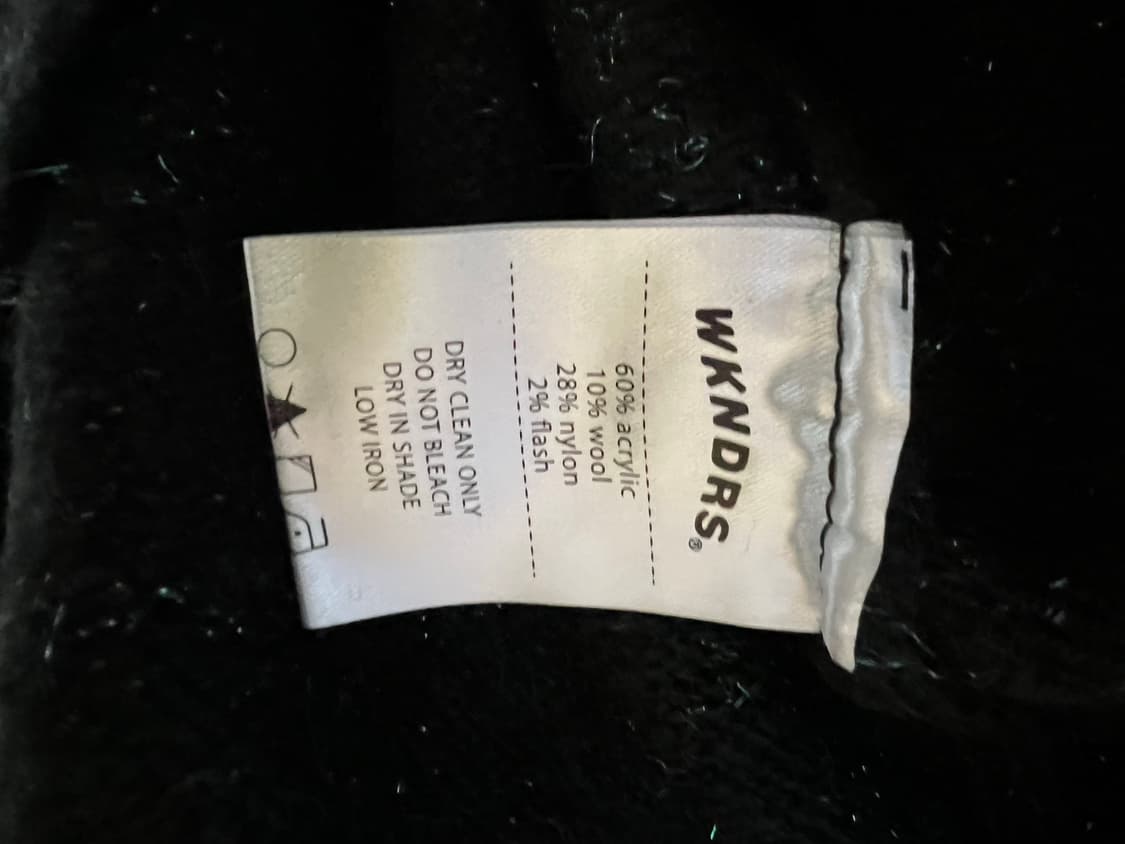 WKNDRS®
60% acrylic
10% wool
28% nylon
2% flash
DRY CLEAN ONLY
DO NOT BLEACH
DRY IN SHADE
LOW IRON